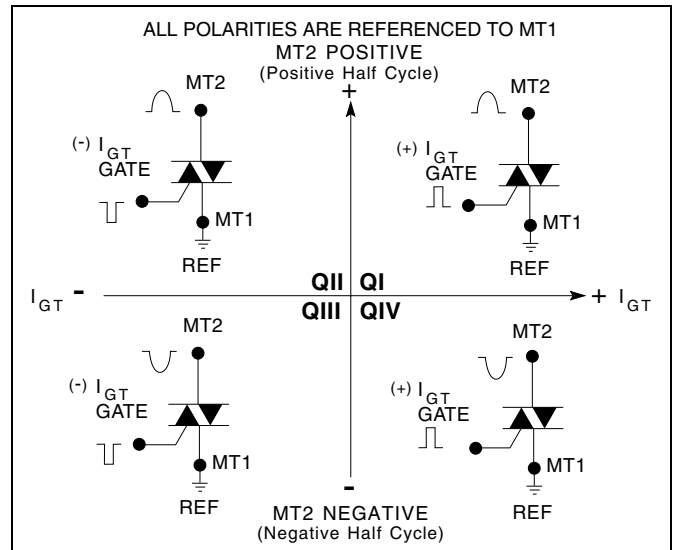 ALL POLARITIES ARE REFERENCED TO MT1
MT2 POSITIVE
(Positive Half Cycle)
+
MT2
(-) IGT
GATE
MT1
REF
MT2
(+) IGT
GATE
MT1
REF
QII QI
IGT - + IGT
QIII QIV
MT2
(-) IGT
GATE
MT1
REF
MT2
(+) IGT
GATE
MT1
REF
-
MT2 NEGATIVE
(Negative Half Cycle)